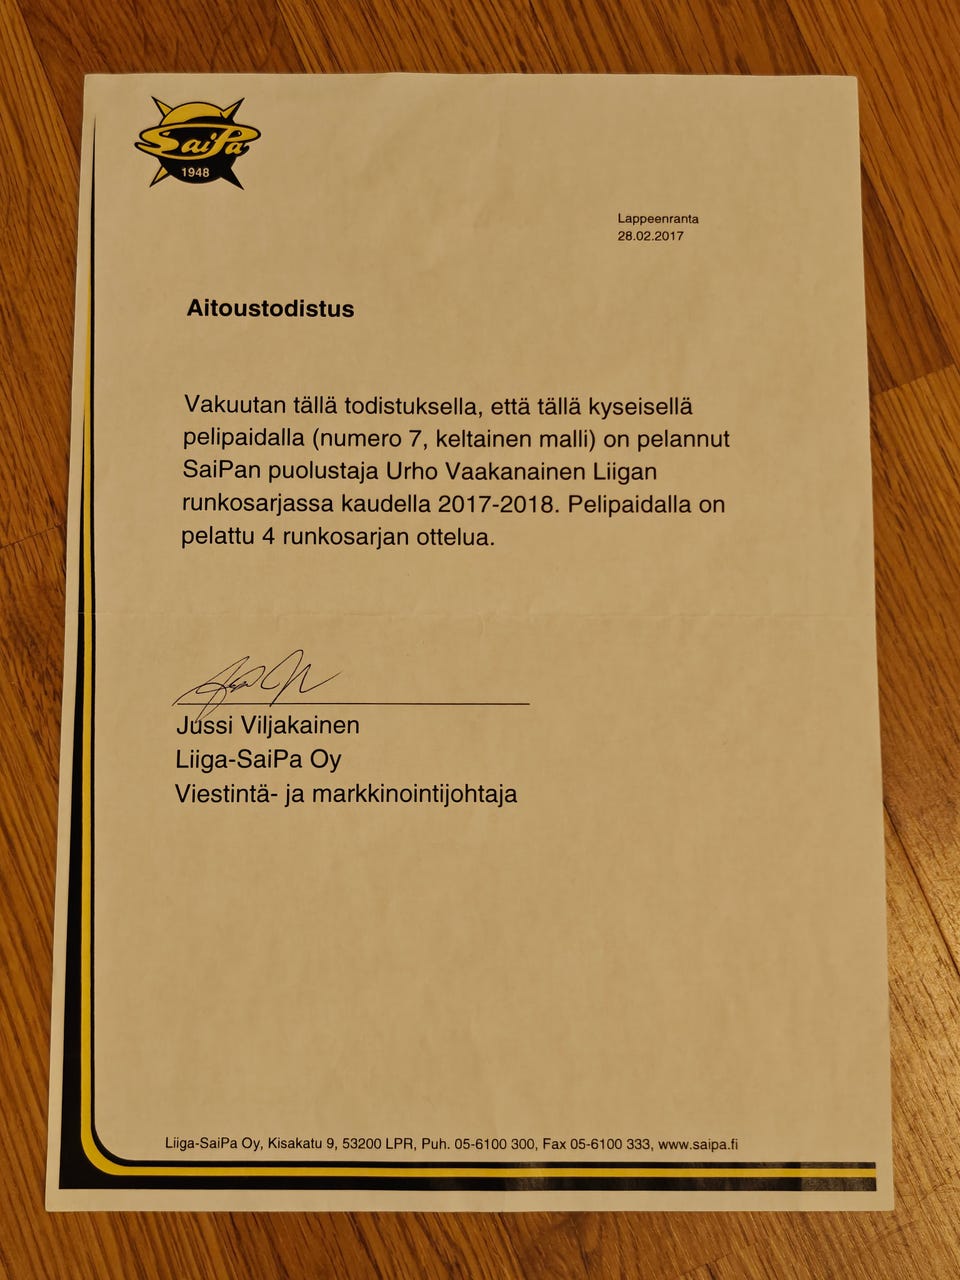 SaiPa
1948
Lappeenranta
28.02.2017
Aitoustodistus
Vakuutan tällä todistuksella, että tällä kyseisellä
pelipaidalla (numero 7, keltainen malli) on pelannut
SaiPan puolustaja Urho Vaakanainen Liigan
runkosarjassa kaudella 2017-2018. Pelipaidalla on
pelattu 4 runkosarjan ottelua.
Jussi Viljakainen
Liiga-SaiPa Oy
Viestintä- ja markkinointijohtaja
Liiga-SaiPa Oy, Kisakatu 9, 53200 LPR, Puh. 05-6100 300, Fax 05-6100 333, www.saipa.fi